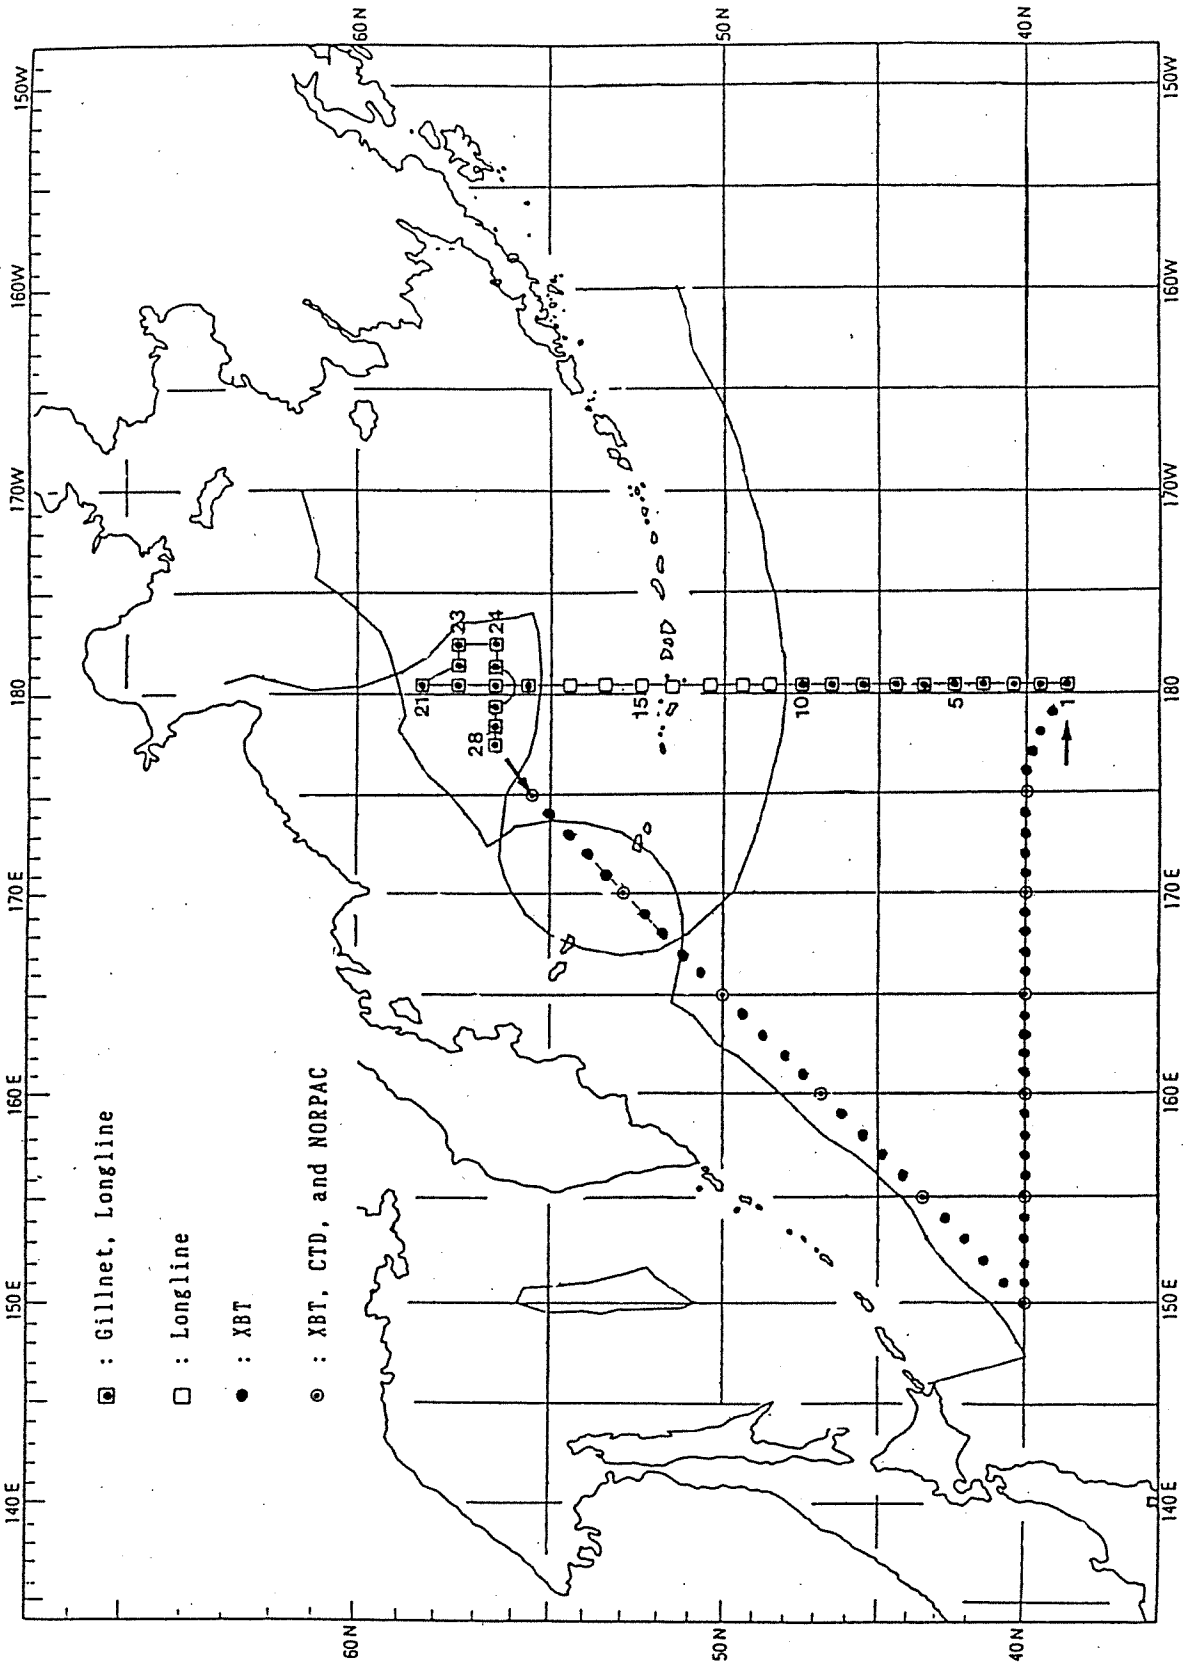 : Gillnet, Longline
: Longline
: XBT
: XBT, CTD, and NORPAC
140E
150E
160E
170E
180
170W
160W
150W
60N
50N
40N
60N
50N
40N
140E
150E
160E
170E
180
170W
160W
150W
21
23
24
28
15
10
5
1